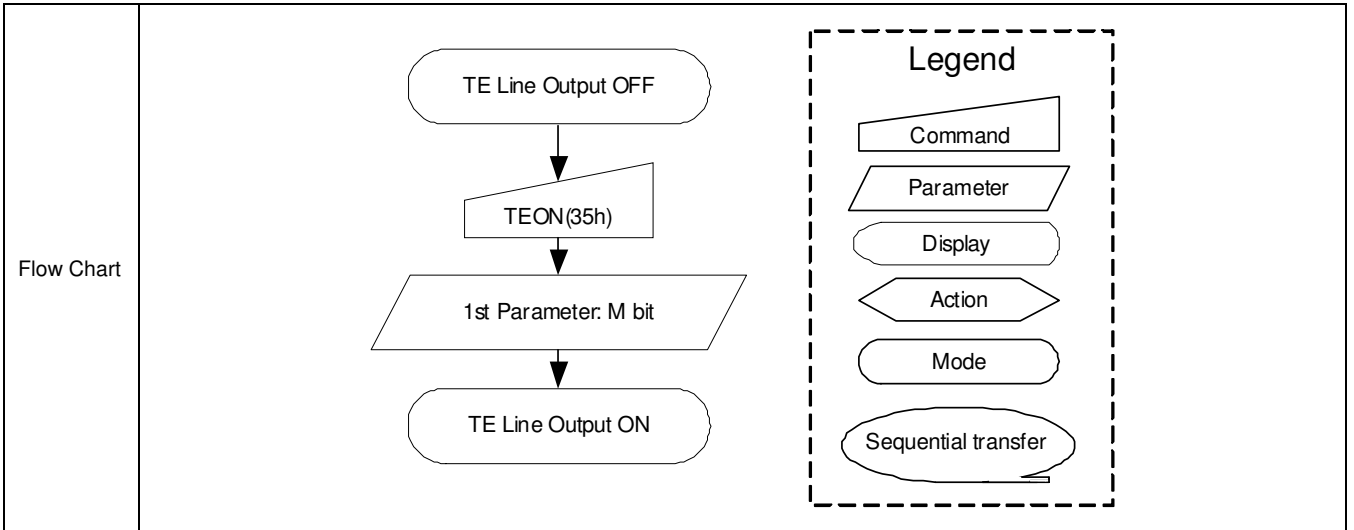 Flow Chart
TE Line Output OFF
TEON(35h)
1st Parameter: M bit
TE Line Output ON
Legend
Command
Parameter
Display
Action
Mode
Sequential transfer